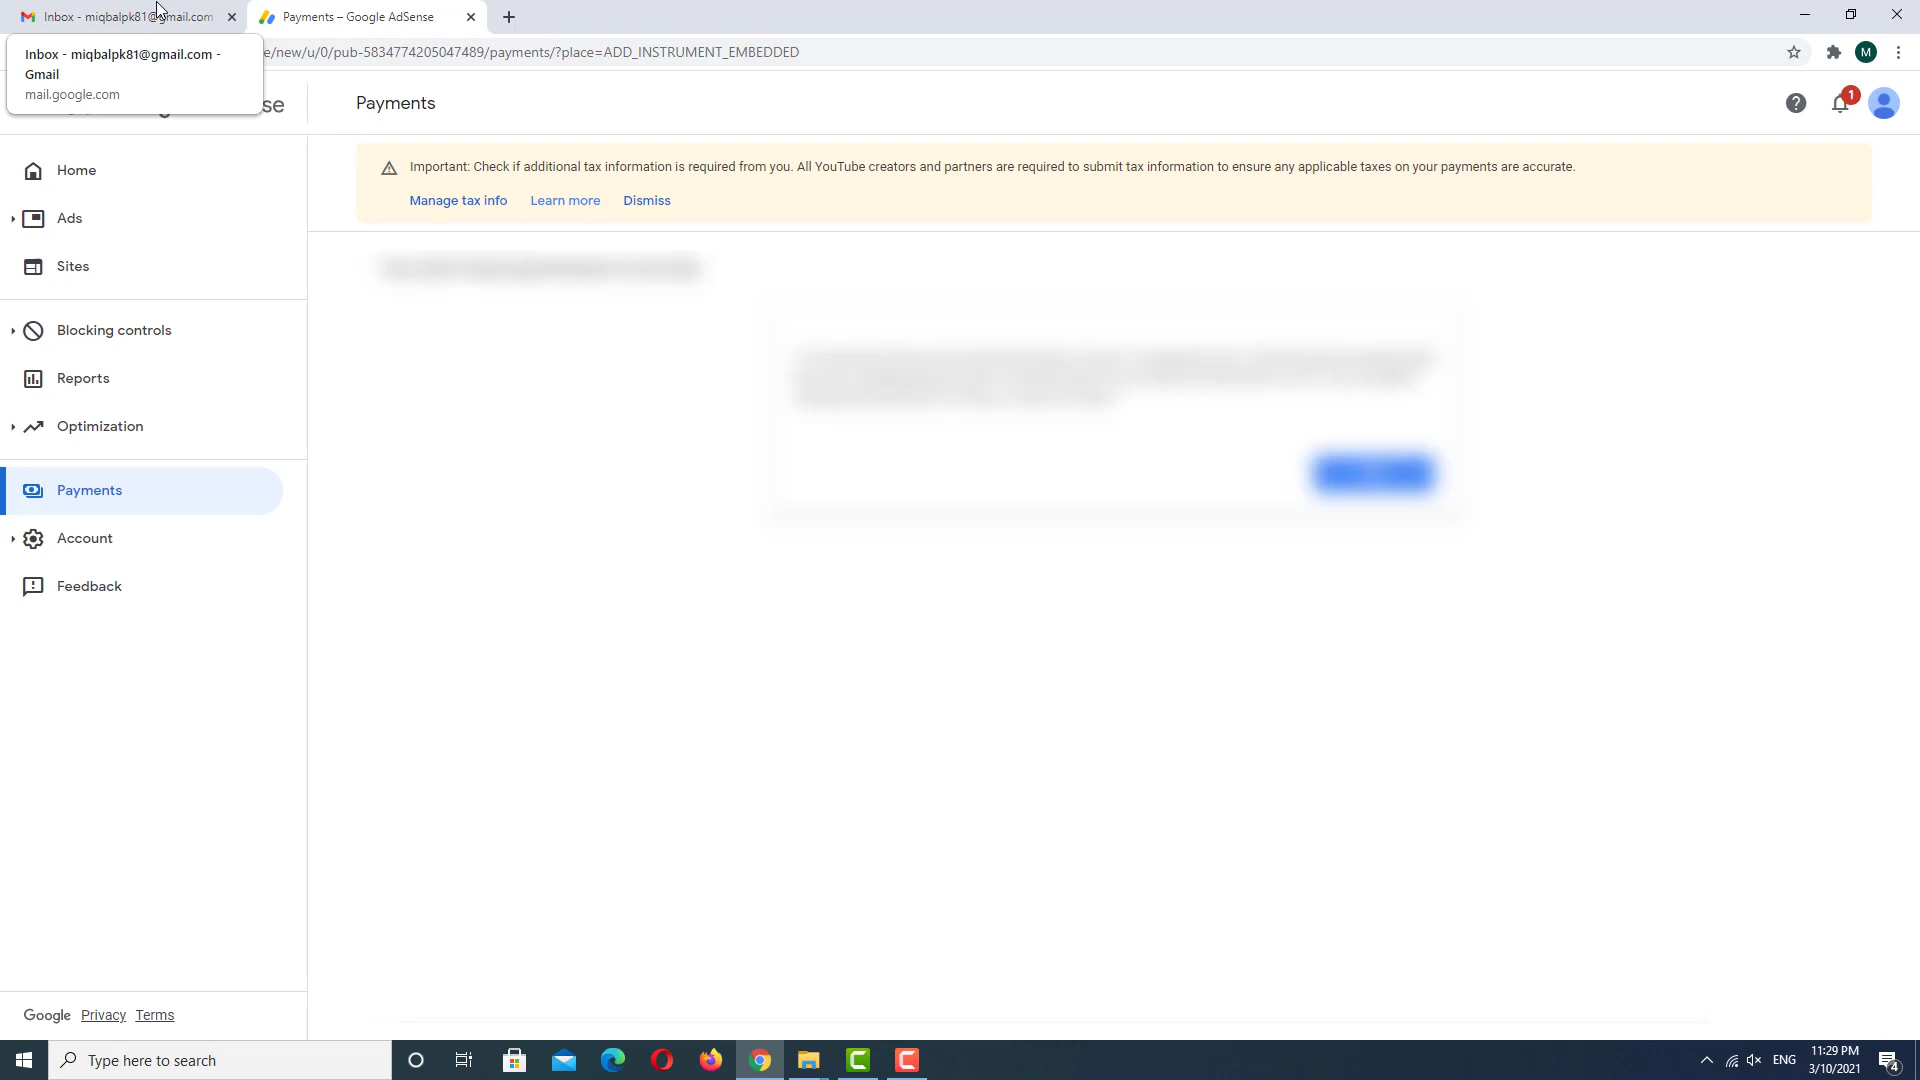 Inbox - miqbalpk81@gmail.com
Payments – Google AdSense
Inbox - miqbalpk81@gmail.com -
Gmail
mail.google.com
e/new/u/0/pub-5834774205047489/payments/?place=ADD_INSTRUMENT_EMBEDDED
M
se
Payments
1
Important: Check if additional tax information is required from you. All YouTube creators and partners are required to submit tax information to ensure any applicable taxes on your payments are accurate.
Manage tax info Learn more Dismiss
Home
Ads
Sites
Blocking controls
Reports
Optimization
Payments
Account
Feedback
Google Privacy Terms
Type here to search
ENG
11:29 PM
3/10/2021
4